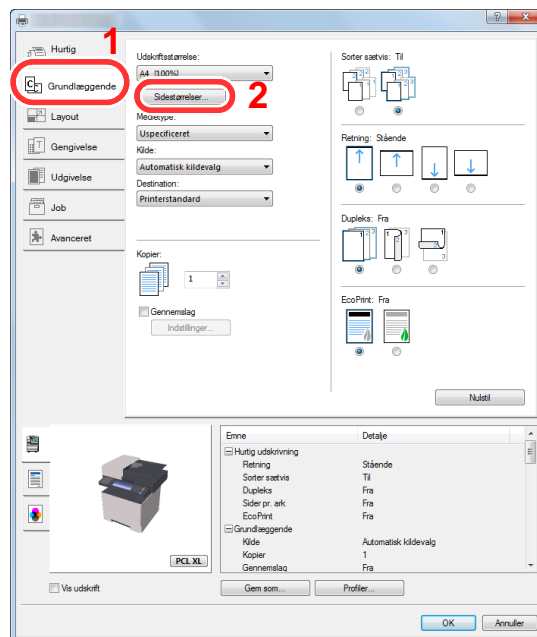 1
Hurtig
Grundlæggende
Layout
Gengivelse
Udgivelse
Job
Avanceret
Udskriftsstørrelse:
A4 [100%]
Sidestørrelser...
2
Medietype:
Uspecificeret
Kilde:
Automatisk kildevalg
Destination:
Printerstandard
Kopier:
1
Gennemslag
Indstillinger...
Sorter sætvis: Til
Retning: Stående
Dupleks: Fra
EcoPrint: Fra
Nulstil
PCL XL
Vis udskrift
Emne Detalje
Hurtig udskrivning
Retning Stående
Sorter sætvis Til
Dupleks Fra
Sider pr. ark Fra
EcoPrint Fra
Grundlæggende
Kilde Automatisk kildevalg
Kopier 1
Gennemslag Fra
Gem som... Profiler...
OK Annuller